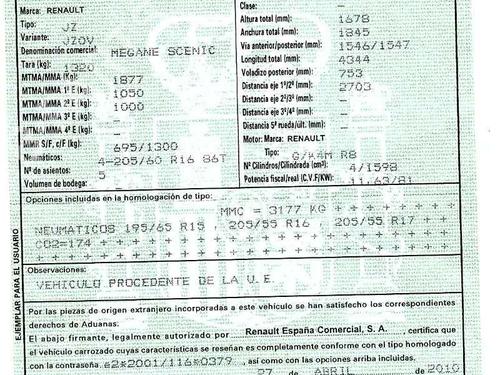 Marca: RENAULT
Tipo: JZ
Variante: JZOV
Denominación comercial: MEGANE SCENIC
Tara (kg): 1320
MTMA/MMA (Kg): 1877
MTMA/MMA 1º E (kg): 1050
MTMA/MMA 2º E (kg): 1000
MTMA/MMA 3º E (kg): –
MTMA/MMA 4º E (kg): –
MMR S/F, c/F (kg): 695/1300
Neumáticos: 4-205/60 R16 86T
Nº de asientos: 5
Volumen de bodega: –
Clase: –
Altura total (mm): 1678
Anchura total (mm): 1845
Vía anterior/posterior (mm): 1546/1547
Longitud total (mm): 4344
Voladizo posterior (mm): 753
Distancia eje 1º/2º (mm): 2703
Distancia eje 2º/3º (mm): –
Distancia eje 3º/4º (mm): –
Distancia 5ª rueda/últ. (mm): –
Motor: Marca: RENAULT
Tipo: G/K4M R8
Nº Cilindros/Cilindrada (cm³): 4/1598
Potencia fiscal/real (C.V.F/KW): 11,63/81
Opciones incluidas en la homologación de tipo:
MMC = 3177 KG + + + + + + + +
NEUMATICOS 195/65 R15 , 205/55 R16 , 205/55 R17 + +
CO2=174 + + + + + + + + + + + + + + + + + +
+ + + + + + + + + + + + + + + + + + + + + +
Observaciones:
VEHICULO PROCEDENTE DE LA U.E.
Por las piezas de origen extranjero incorporadas a este vehículo se han satisfecho los correspondientes
derechos de Aduanas.
El abajo firmante, legalmente autorizado por Renault España Comercial, S. A. certifica que
el vehículo carrozado cuyas características se reseñan es completamente conforme con el tipo homologado
con la contraseña e2*2001/116*0379 , así como con las opciones arriba incluidas.
27 de ABRIL de 2010
EJEMPLAR PARA EL USUARIO